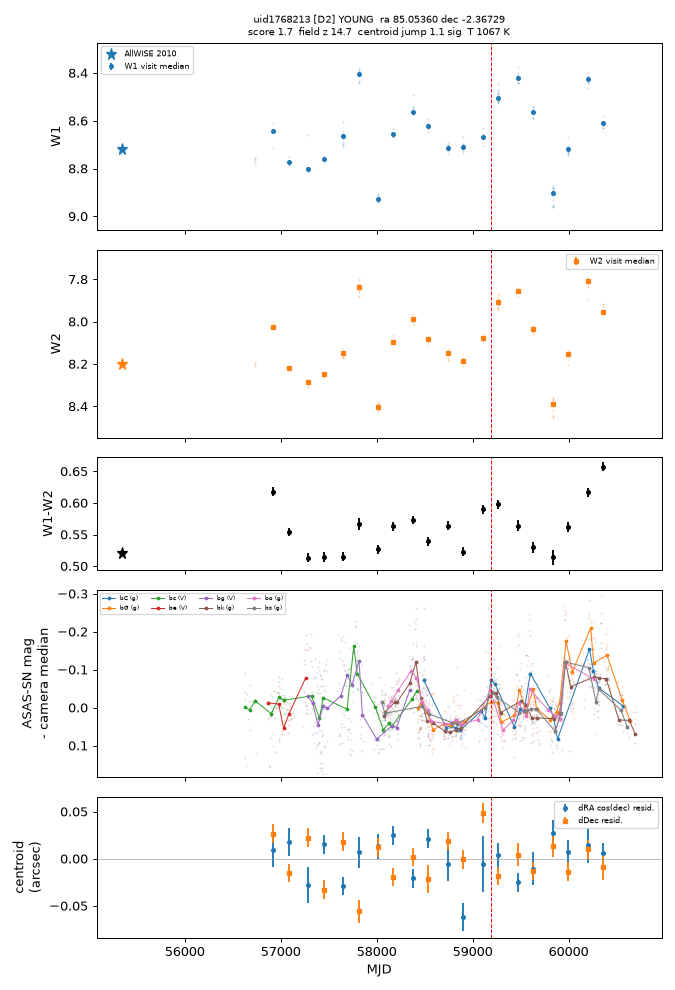 uid1768213 [D2] YOUNG ra 85.05360 dec -2.36729
score 1.7 field z 14.7 centroid jump 1.1 sig T 1067 K
AllWISE 2010
W1 visit median
8.4
8.6
8.8
9.0
W1
W2 visit median
7.8
8.0
8.2
8.4
W2
0.65
0.60
0.55
0.50
W1-W2
bC (g)
bG (g)
bc (V)
be (V)
bg (V)
bk (g)
bo (g)
bs (g)
−0.3
−0.2
−0.1
0.0
0.1
ASAS-SN mag
- camera median
dRA cos(dec) resid.
dDec resid.
0.05
0.00
−0.05
centroid
(arcsec)
56000 57000 58000 59000 60000
MJD